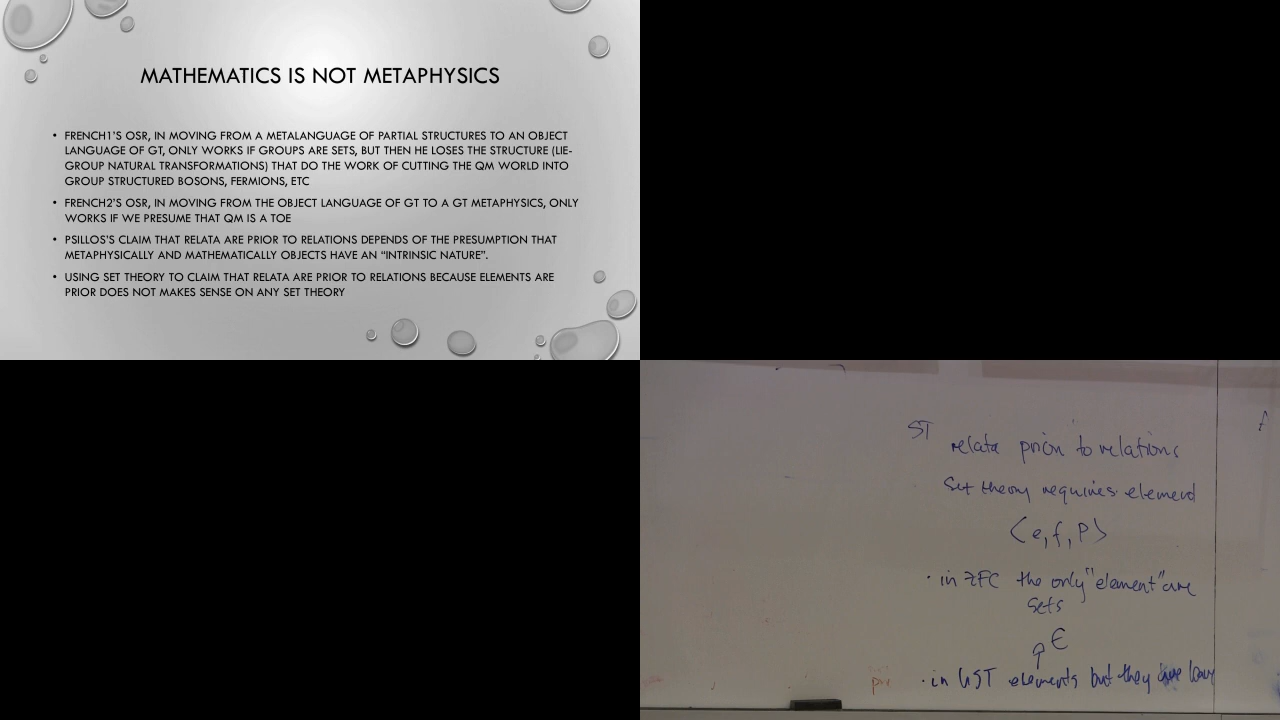 MATHEMATICS IS NOT METAPHYSICS
• FRENCH1'S OSR, IN MOVING FROM A METALANGUAGE OF PARTIAL STRUCTURES TO AN OBJECT
LANGUAGE OF GT, ONLY WORKS IF GROUPS ARE SETS, BUT THEN HE LOSES THE STRUCTURE (LIE-
GROUP NATURAL TRANSFORMATIONS) THAT DO THE WORK OF CUTTING THE QM WORLD INTO
GROUP STRUCTURED BOSONS, FERMIONS, ETC
• FRENCH2'S OSR, IN MOVING FROM THE OBJECT LANGUAGE OF GT TO A GT METAPHYSICS, ONLY
WORKS IF WE PRESUME THAT QM IS A TOE
• PSILLOS'S CLAIM THAT RELATA ARE PRIOR TO RELATIONS DEPENDS OF THE PRESUMPTION THAT
METAPHYSICALLY AND MATHEMATICALLY OBJECTS HAVE AN "INTRINSIC NATURE".
• USING SET THEORY TO CLAIM THAT RELATA ARE PRIOR TO RELATIONS BECAUSE ELEMENTS ARE
PRIOR DOES NOT MAKES SENSE ON ANY SET THEORY
ST
relata prior to relations
Set theory requires element
⟨e, f, P⟩
· in ZFC the only "element" are
sets
∈
· in UST elements but they